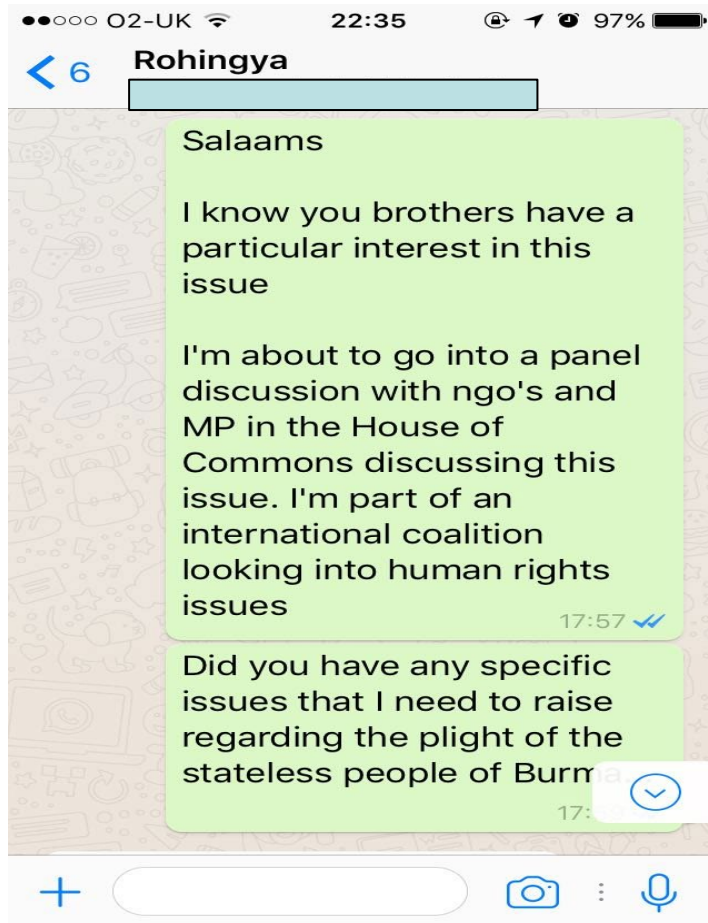 O2-UK 22:35 97%
6 Rohingya
Salaams
I know you brothers have a
particular interest in this
issue
I'm about to go into a panel
discussion with ngo's and
MP in the House of
Commons discussing this
issue. I'm part of an
international coalition
looking into human rights
issues
17:57
Did you have any specific
issues that I need to raise
regarding the plight of the
stateless people of Burma